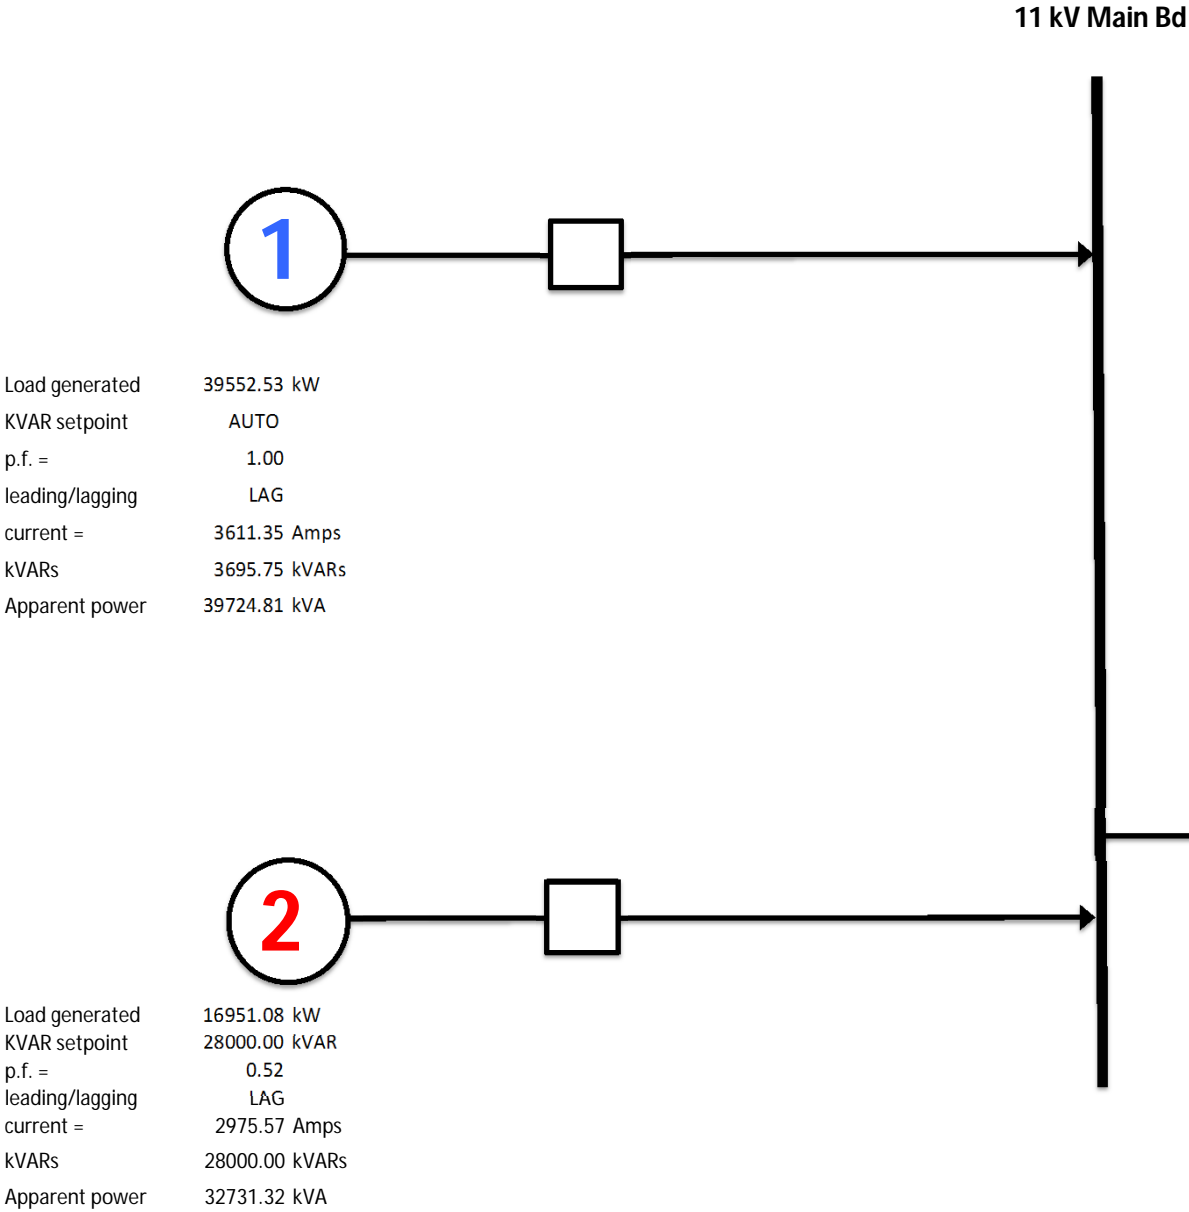 11 kV Main Bd
1
Load generated 39552.53 kW
KVAR setpoint AUTO
p.f. = 1.00
leading/lagging LAG
current = 3611.35 Amps
kVARs 3695.75 kVARs
Apparent power 39724.81 kVA
2
Load generated 16951.08 kW
KVAR setpoint 28000.00 kVAR
p.f. = 0.52
leading/lagging LAG
current = 2975.57 Amps
kVARs 28000.00 kVARs
Apparent power 32731.32 kVA